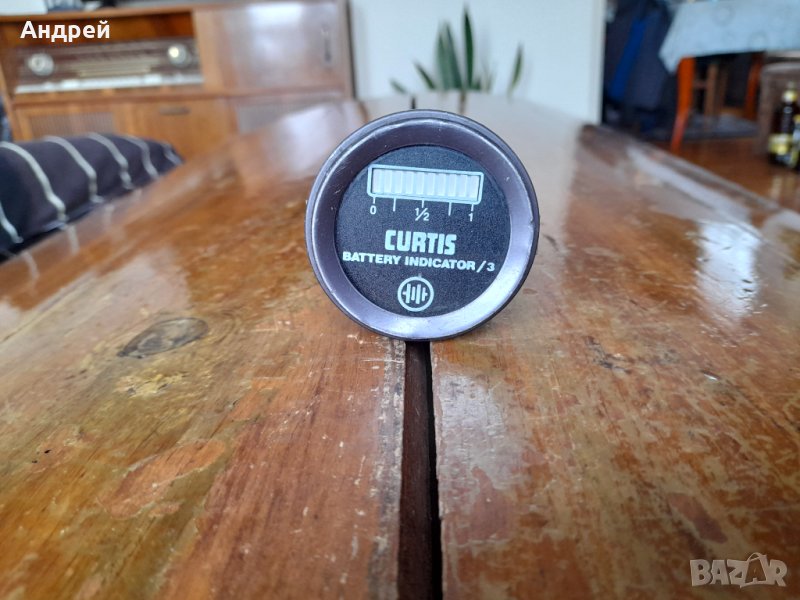 Андрей
0 1/2 1
CURTIS
BATTERY INDICATOR/3
BAZAR